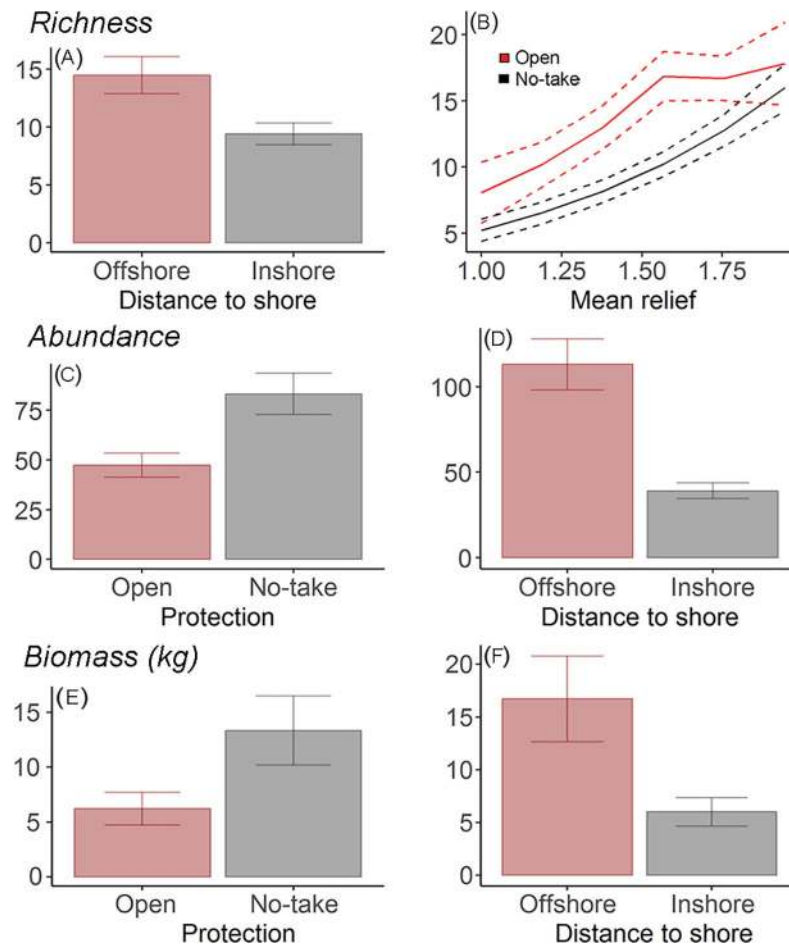 Richness
(A)
15
10
5
0
Offshore Inshore
Distance to shore
(B)
20
15
10
5
Open
No-take
1.00 1.25 1.50 1.75
Mean relief
Abundance
(C)
75
50
25
0
Open No-take
Protection
(D)
100
50
0
Offshore Inshore
Distance to shore
Biomass (kg)
(E)
15
10
5
0
Open No-take
Protection
(F)
20
15
10
5
0
Offshore Inshore
Distance to shore